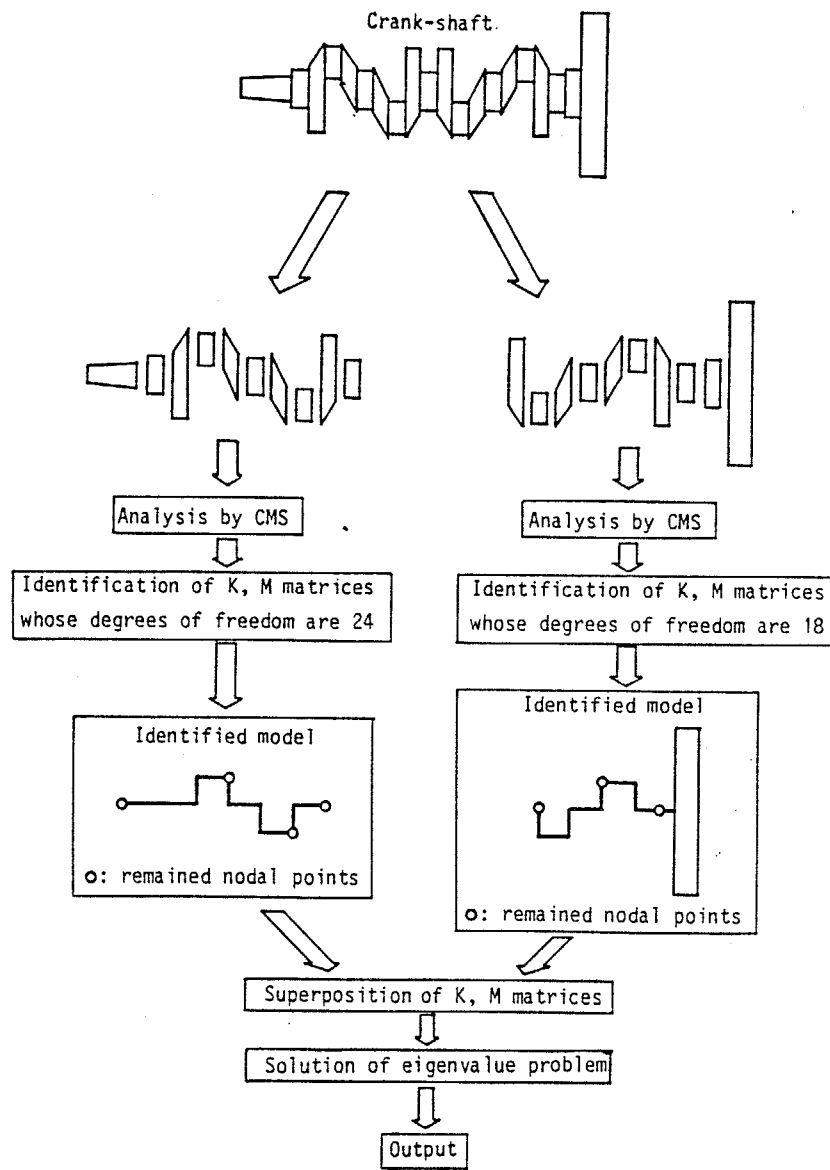 Crank-shaft.
Analysis by CMS
Identification of K, M matrices
whose degrees of freedom are 24
Identified model
o: remained nodal points
Analysis by CMS
Identification of K, M matrices
whose degrees of freedom are 18
Identified model
o: remained nodal points
Superposition of K, M matrices
Solution of eigenvalue problem
Output